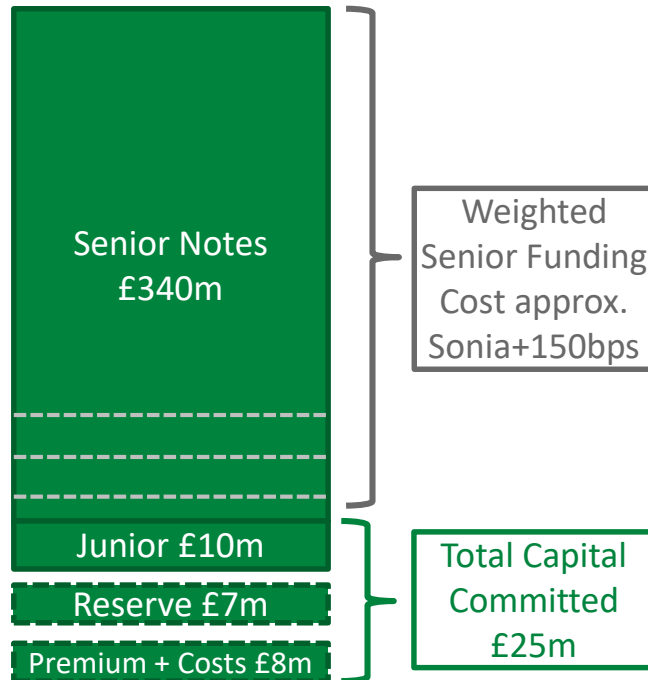 Senior Notes
£340m
Weighted
Senior Funding
Cost approx.
Sonia+150bps
Junior £10m
Reserve £7m
Premium + Costs £8m
Total Capital
Committed
£25m